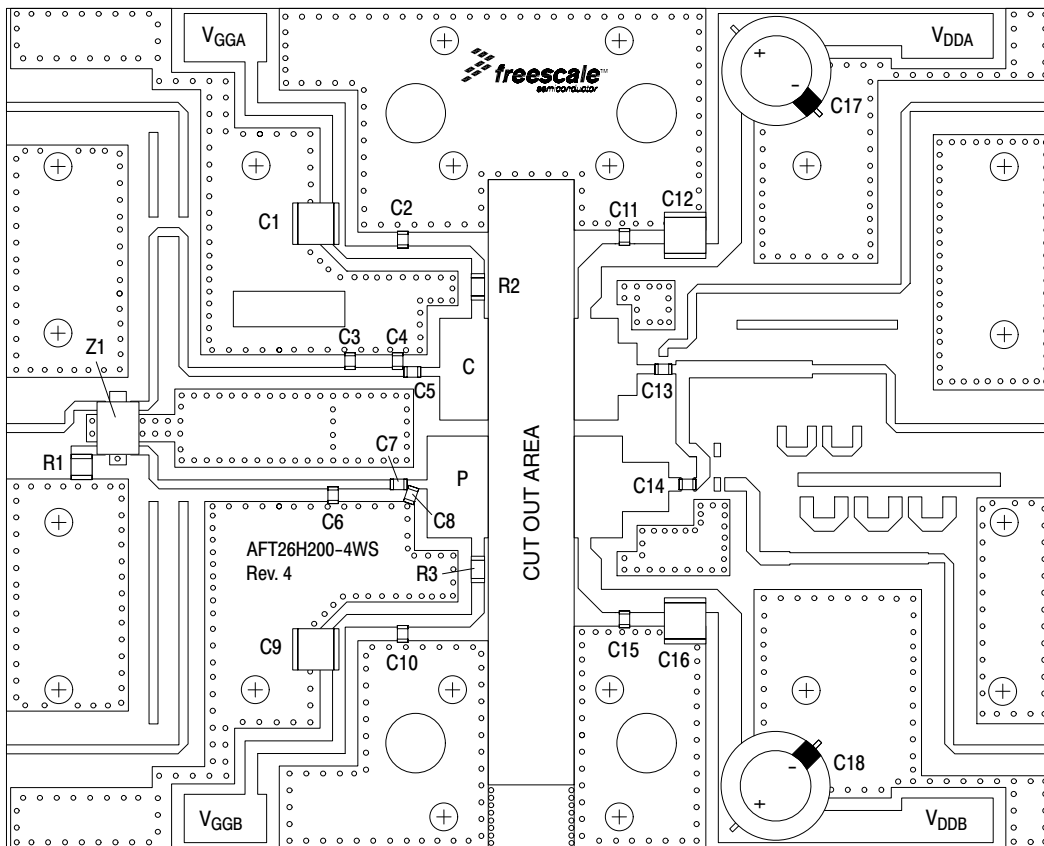 VGGA
VDDA
freescale™
semiconductor
+
-
C17
C1
C2
C11
C12
R2
C3
C4
Z1
C5
C
C13
C7
R1
P
C14
C6
C8
CUT OUT AREA
AFT26H200-4WS
Rev. 4
R3
C9
C10
C15
C16
-
C18
+
VGGB
VDDB